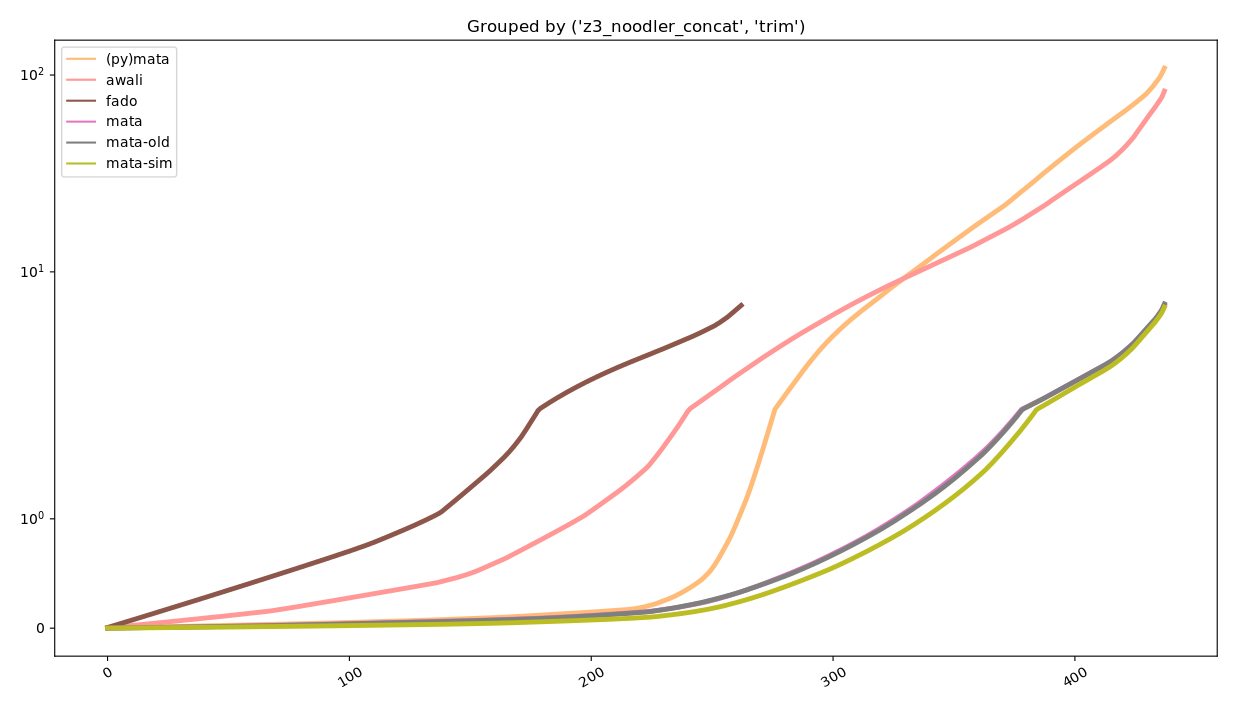 Grouped by ('z3_noodler_concat', 'trim')
(py)mata
awali
fado
mata
mata-old
mata-sim
10²
10¹
10⁰
0
0
100
200
300
400